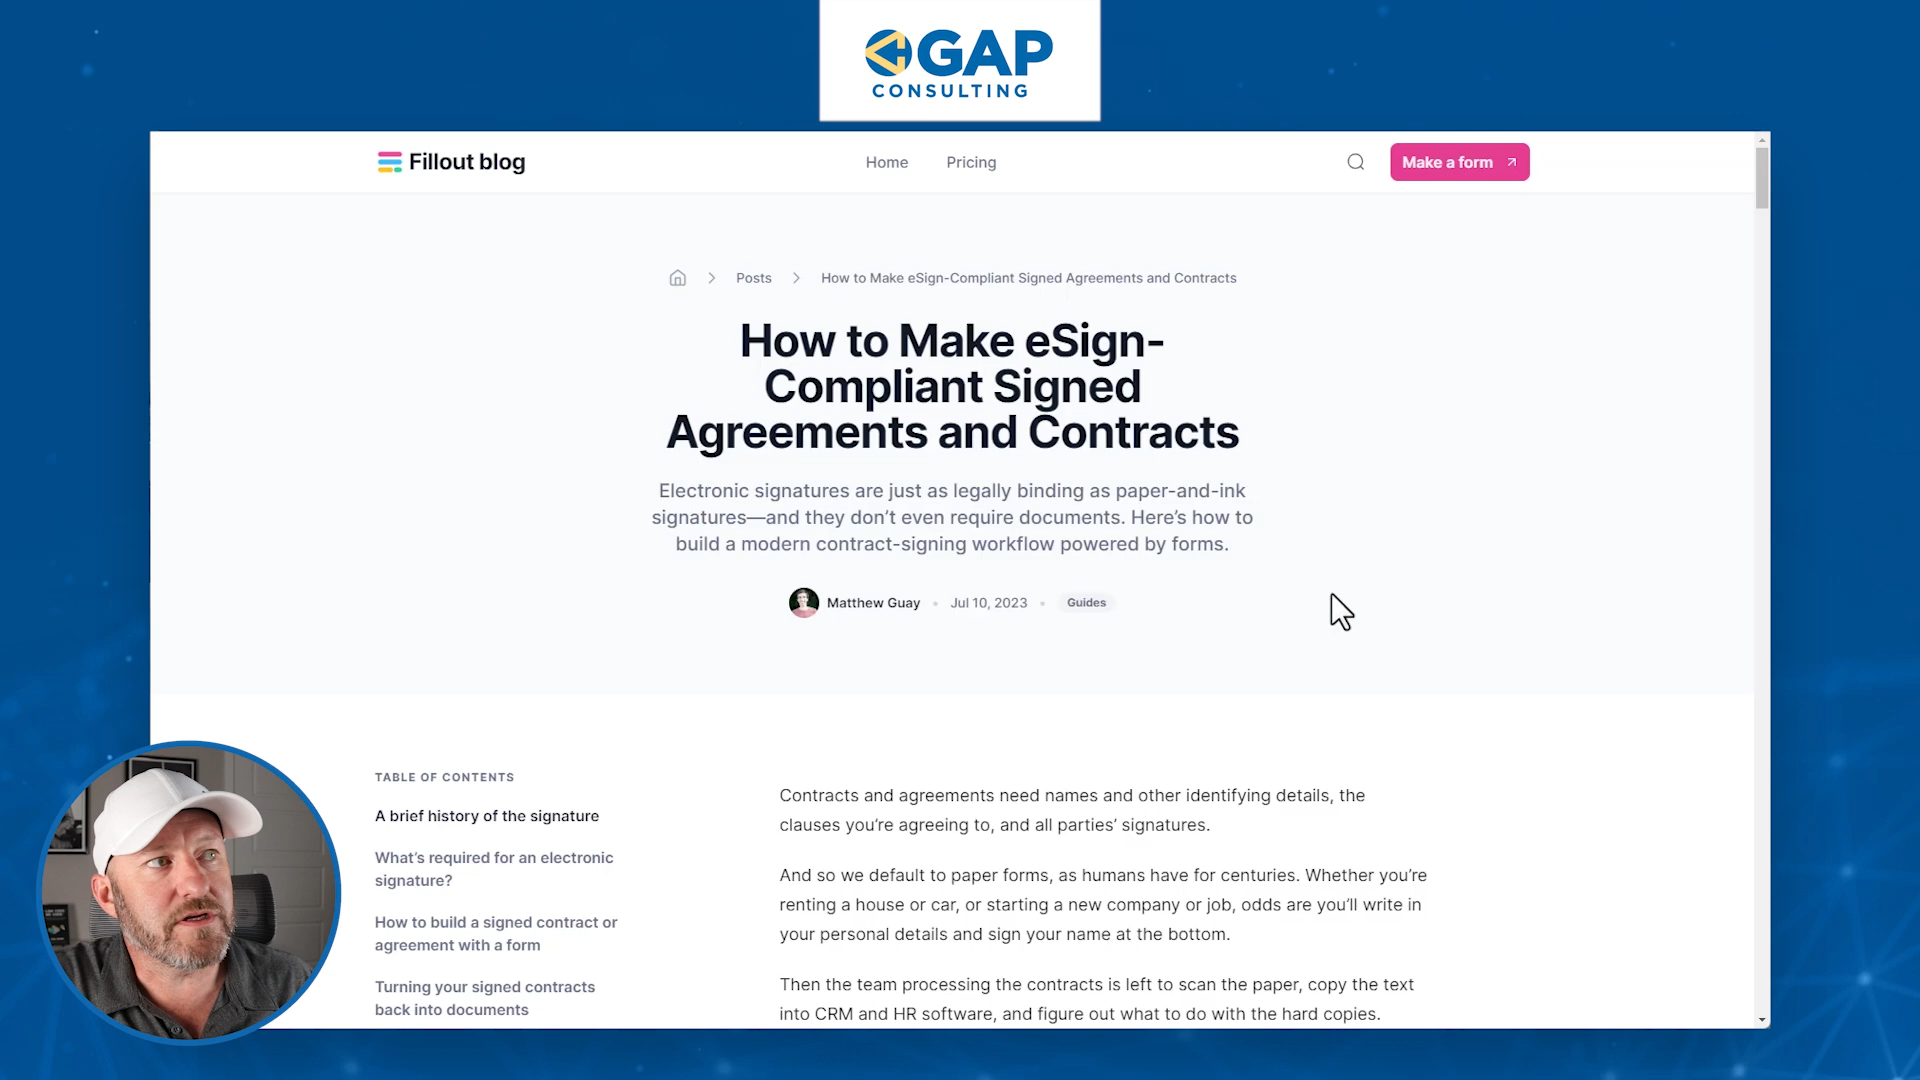 GAP
CONSULTING
Fillout blog
Home
Pricing
Make a form
Posts
How to Make eSign-Compliant Signed Agreements and Contracts
How to Make eSign-
Compliant Signed
Agreements and Contracts
Electronic signatures are just as legally binding as paper-and-ink
signatures—and they don’t even require documents. Here’s how to
build a modern contract-signing workflow powered by forms.
Matthew Guay • Jul 10, 2023 • Guides
TABLE OF CONTENTS
A brief history of the signature
What’s required for an electronic
signature?
How to build a signed contract or
agreement with a form
Turning your signed contracts
back into documents
Contracts and agreements need names and other identifying details, the
clauses you’re agreeing to, and all parties’ signatures.
And so we default to paper forms, as humans have for centuries. Whether you’re
renting a house or car, or starting a new company or job, odds are you’ll write in
your personal details and sign your name at the bottom.
Then the team processing the contracts is left to scan the paper, copy the text
into CRM and HR software, and figure out what to do with the hard copies.